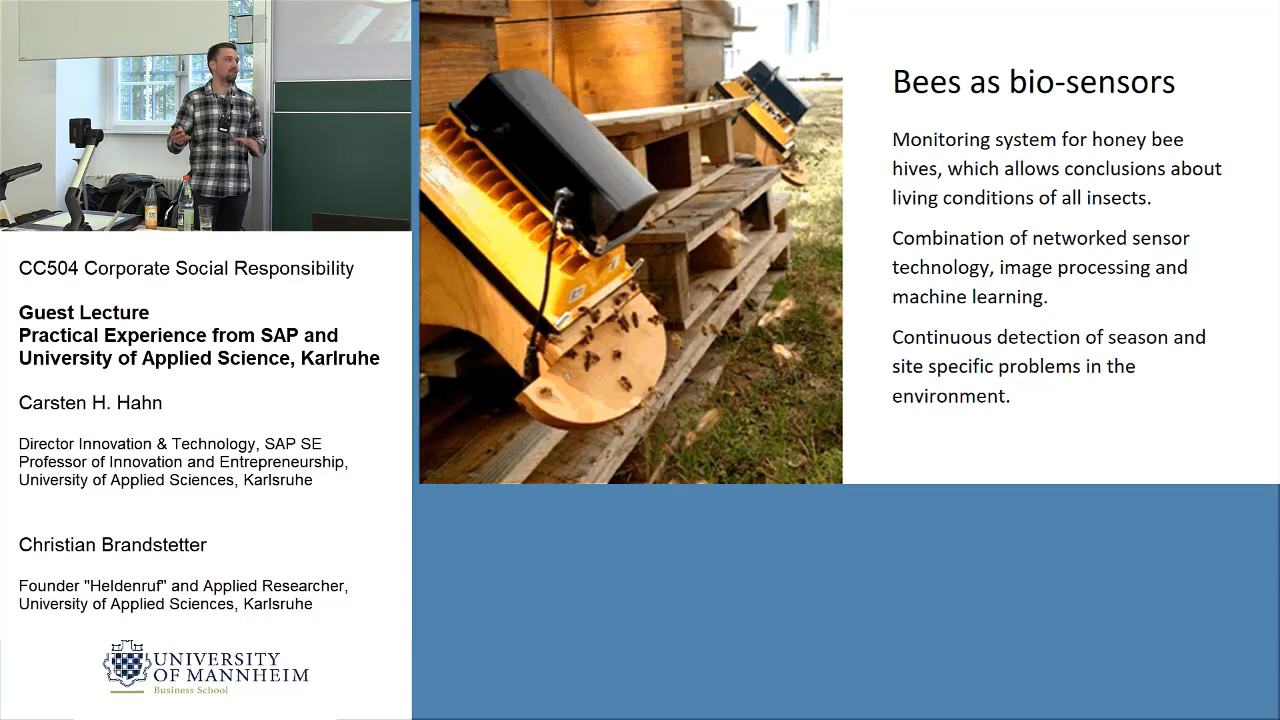 CC504 Corporate Social Responsibility
Guest Lecture
Practical Experience from SAP and
University of Applied Science, Karlsruhe
Carsten H. Hahn
Director Innovation & Technology, SAP SE
Professor of Innovation and Entrepreneurship,
University of Applied Sciences, Karlsruhe
Christian Brandstetter
Founder "Heldenruf" and Applied Researcher,
University of Applied Sciences, Karlsruhe
UNIVERSITY
OF MANNHEIM
Business School
Bees as bio-sensors
Monitoring system for honey bee
hives, which allows conclusions about
living conditions of all insects.
Combination of networked sensor
technology, image processing and
machine learning.
Continuous detection of season and
site specific problems in the
environment.